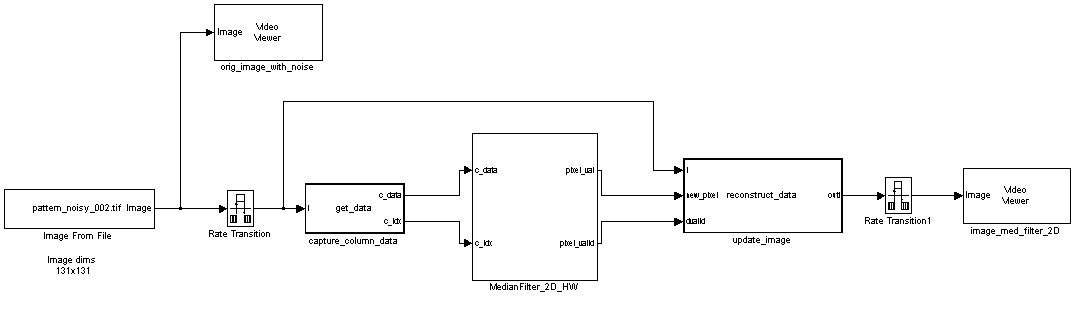 Image
Video
Viewer
orig_image_with_noise
pattern_noisy_002.tif
Image
Image From File
Image dims
131x131
Rate Transition
I
get_data
c_data
c_idx
capture_column_data
c_data
c_idx
pixel_val
pixel_valid
MedianFilter_2D_HW
I
new_pixel
dvalid
reconstruct_data
update_image
Rate Transition1
Image
Video
Viewer
image_med_filter_2D